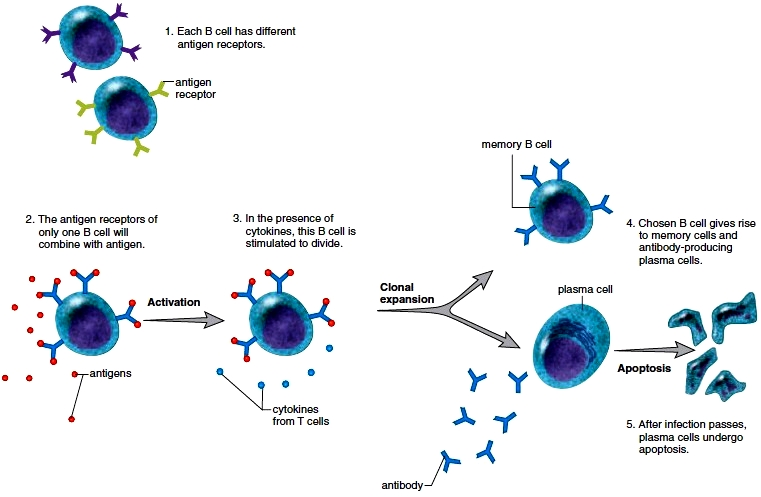 1. Each B cell has different
antigen receptors.
antigen
receptor
2. The antigen receptors of
only one B cell will
combine with antigen.
Activation
antigens
3. In the presence of
cytokines, this B cell is
stimulated to divide.
cytokines
from T cells
Clonal
expansion
memory B cell
4. Chosen B cell gives rise
to memory cells and
antibody-producing
plasma cells.
plasma cell
Apoptosis
antibody
5. After infection passes,
plasma cells undergo
apoptosis.